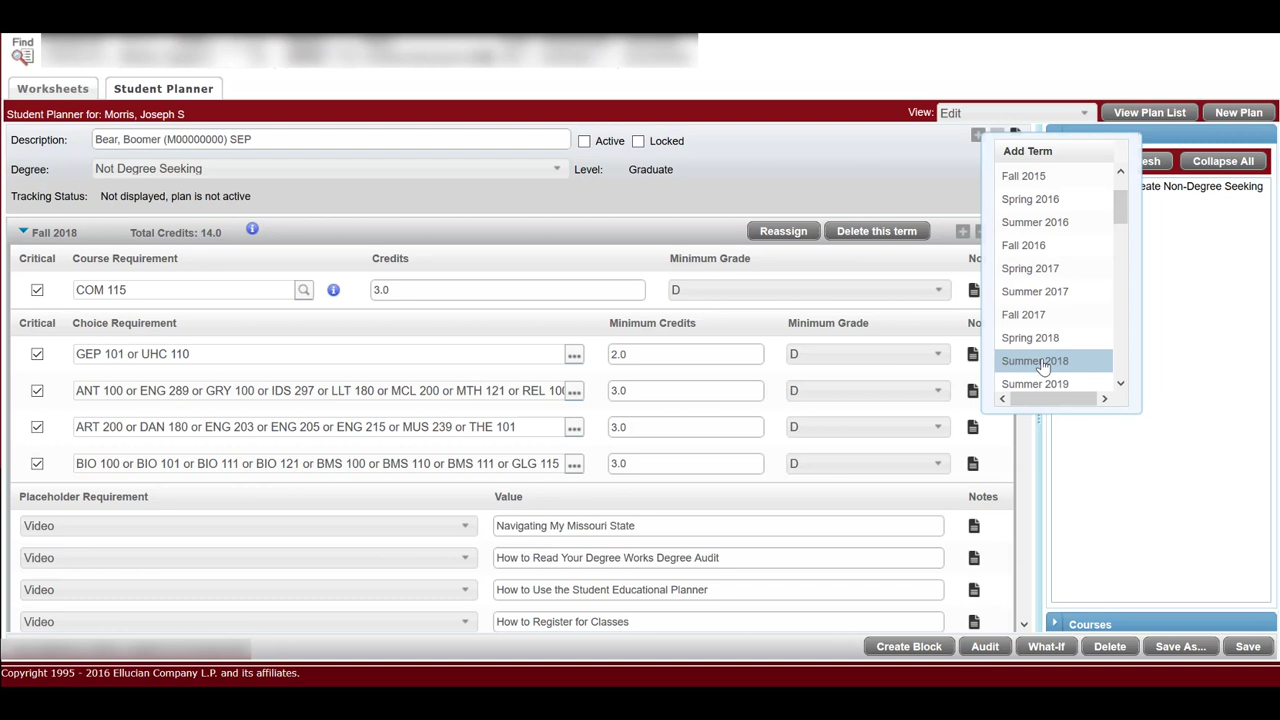 Find
Worksheets Student Planner
Student Planner for: Morris, Joseph S View: Edit View Plan List New Plan
Description: Bear, Boomer (M00000000) SEP Active Locked
Degree: Not Degree Seeking Level: Graduate
Tracking Status: Not displayed, plan is not active
Add Term
Fall 2015
Spring 2016
Summer 2016
Fall 2016
Spring 2017
Summer 2017
Fall 2017
Spring 2018
Summer 2018
Summer 2019
esh Collapse All
eate Non-Degree Seeking
Fall 2018 Total Credits: 14.0 Reassign Delete this term
Critical Course Requirement Credits Minimum Grade No
COM 115 3.0 D
Critical Choice Requirement Minimum Credits Minimum Grade No
GEP 101 or UHC 110 2.0 D
ANT 100 or ENG 289 or GRY 100 or IDS 297 or LLT 180 or MCL 200 or MTH 121 or REL 100 3.0 D
ART 200 or DAN 180 or ENG 203 or ENG 205 or ENG 215 or MUS 239 or THE 101 3.0 D
BIO 100 or BIO 101 or BIO 111 or BIO 121 or BMS 100 or BMS 110 or BMS 111 or GLG 115 3.0 D
Placeholder Requirement Value Notes
Video Navigating My Missouri State
Video How to Read Your Degree Works Degree Audit
Video How to Use the Student Educational Planner
Video How to Register for Classes
Courses
Create Block Audit What-If Delete Save As... Save
Copyright 1995 - 2016 Ellucian Company L.P. and its affiliates.